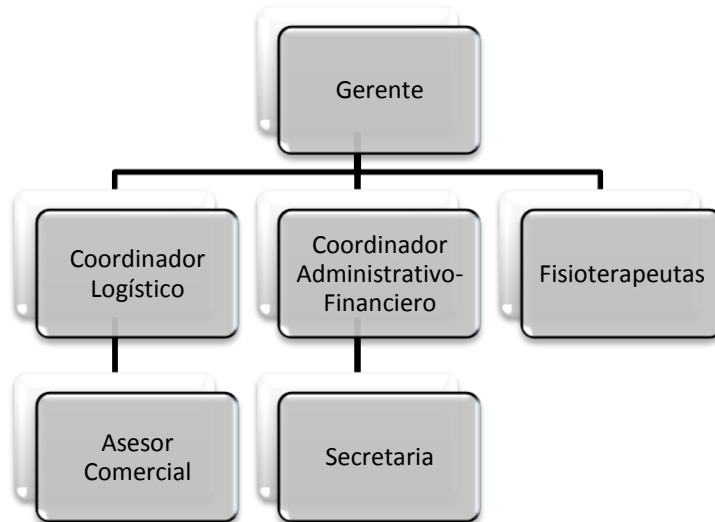 Gerente
Coordinador
Logístico
Coordinador
Administrativo-
Financiero
Fisioterapeutas
Asesor
Comercial
Secretaria